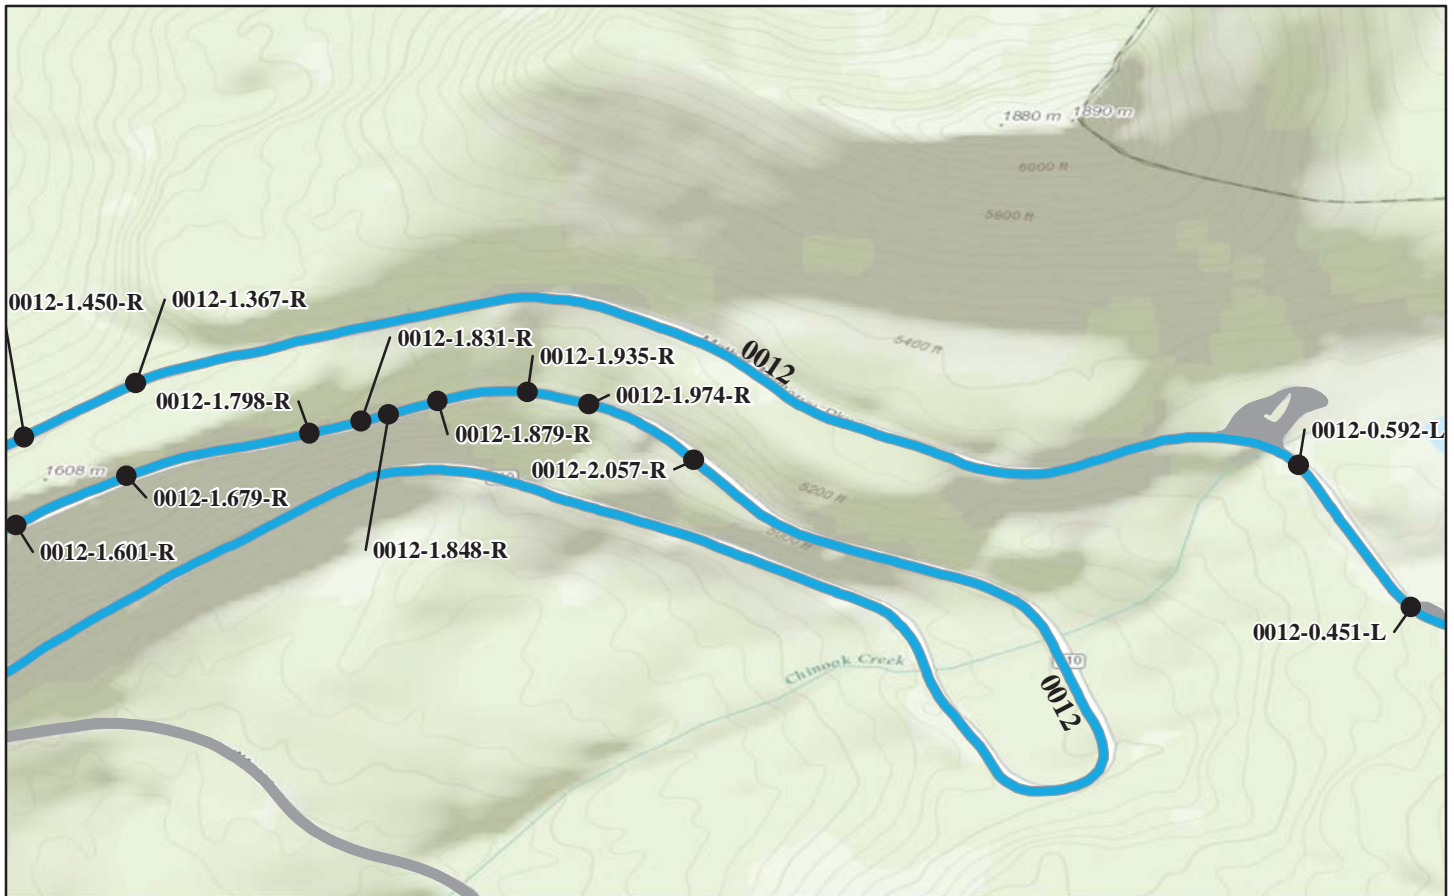 1880 m
1890 m
6000 ft
5800 ft
0012-1.450-R
0012-1.367-R
0012-1.831-R
5400 ft
0012
0012-1.935-R
0012-1.798-R
0012-1.974-R
0012-1.879-R
0012-0.592-L
1608 m
0012-2.057-R
0012-1.679-R
5200 ft
5000 ft
0012-1.601-R
0012-1.848-R
0012-0.451-L
Chinook Creek
0012